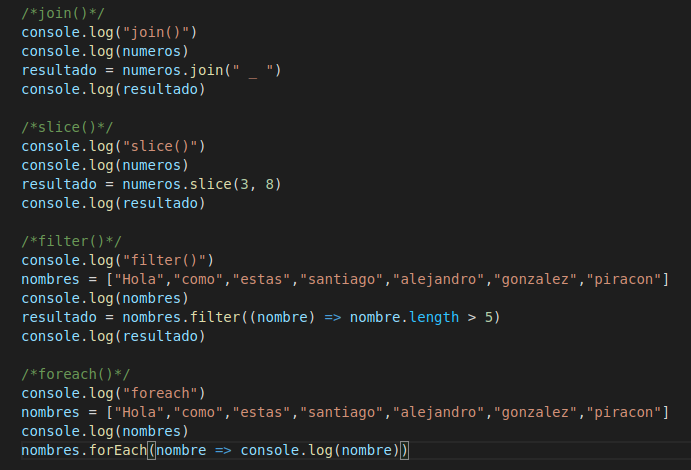 /*join()*/
console.log("join()")
console.log(numeros)
resultado = numeros.join(" _ ")
console.log(resultado)
/*slice()*/
console.log("slice()")
console.log(numeros)
resultado = numeros.slice(3, 8)
console.log(resultado)
/*filter()*/
console.log("filter()")
nombres = ["Hola","como","estas","santiago","alejandro","gonzalez","piracon"]
console.log(nombres)
resultado = nombres.filter((nombre) => nombre.length > 5)
console.log(resultado)
/*foreach()*/
console.log("foreach")
nombres = ["Hola","como","estas","santiago","alejandro","gonzalez","piracon"]
console.log(nombres)
nombres.forEach(nombre => console.log(nombre))